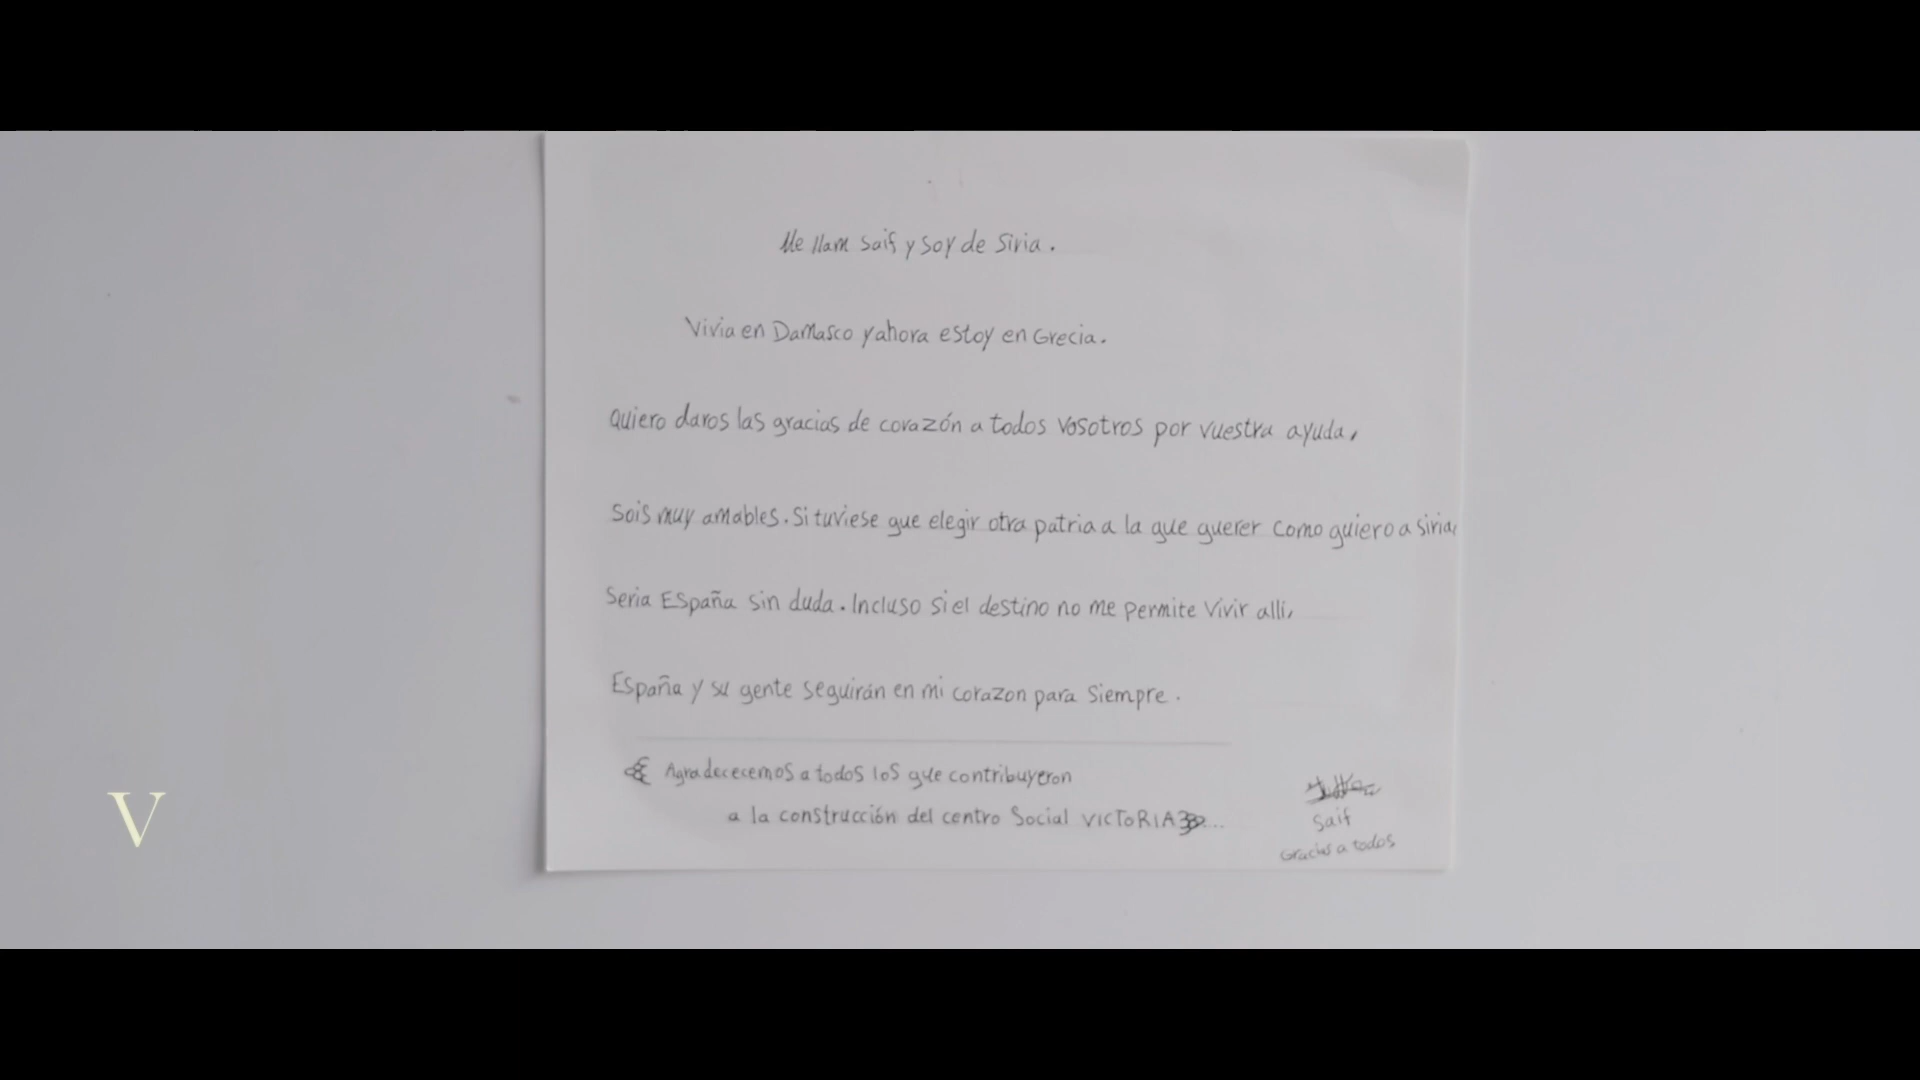 Me llam saif y soy de Siria.
Vivia en Damasco y ahora estoy en Grecia.
Quiero daros las gracias de corazón a todos vosotros por vuestra ayuda,
Sois muy amables. Si tuviese que elegir otra patria a la que querer como quiero a siria,
Seria España sin duda. Incluso si el destino no me permite vivir alli,
España y su gente seguirán en mi corazon para siempre.
Agradececemos a todos los que contribuyeron
a la construcción del centro Social VICTORIA...
Saif
Gracias a todos
V